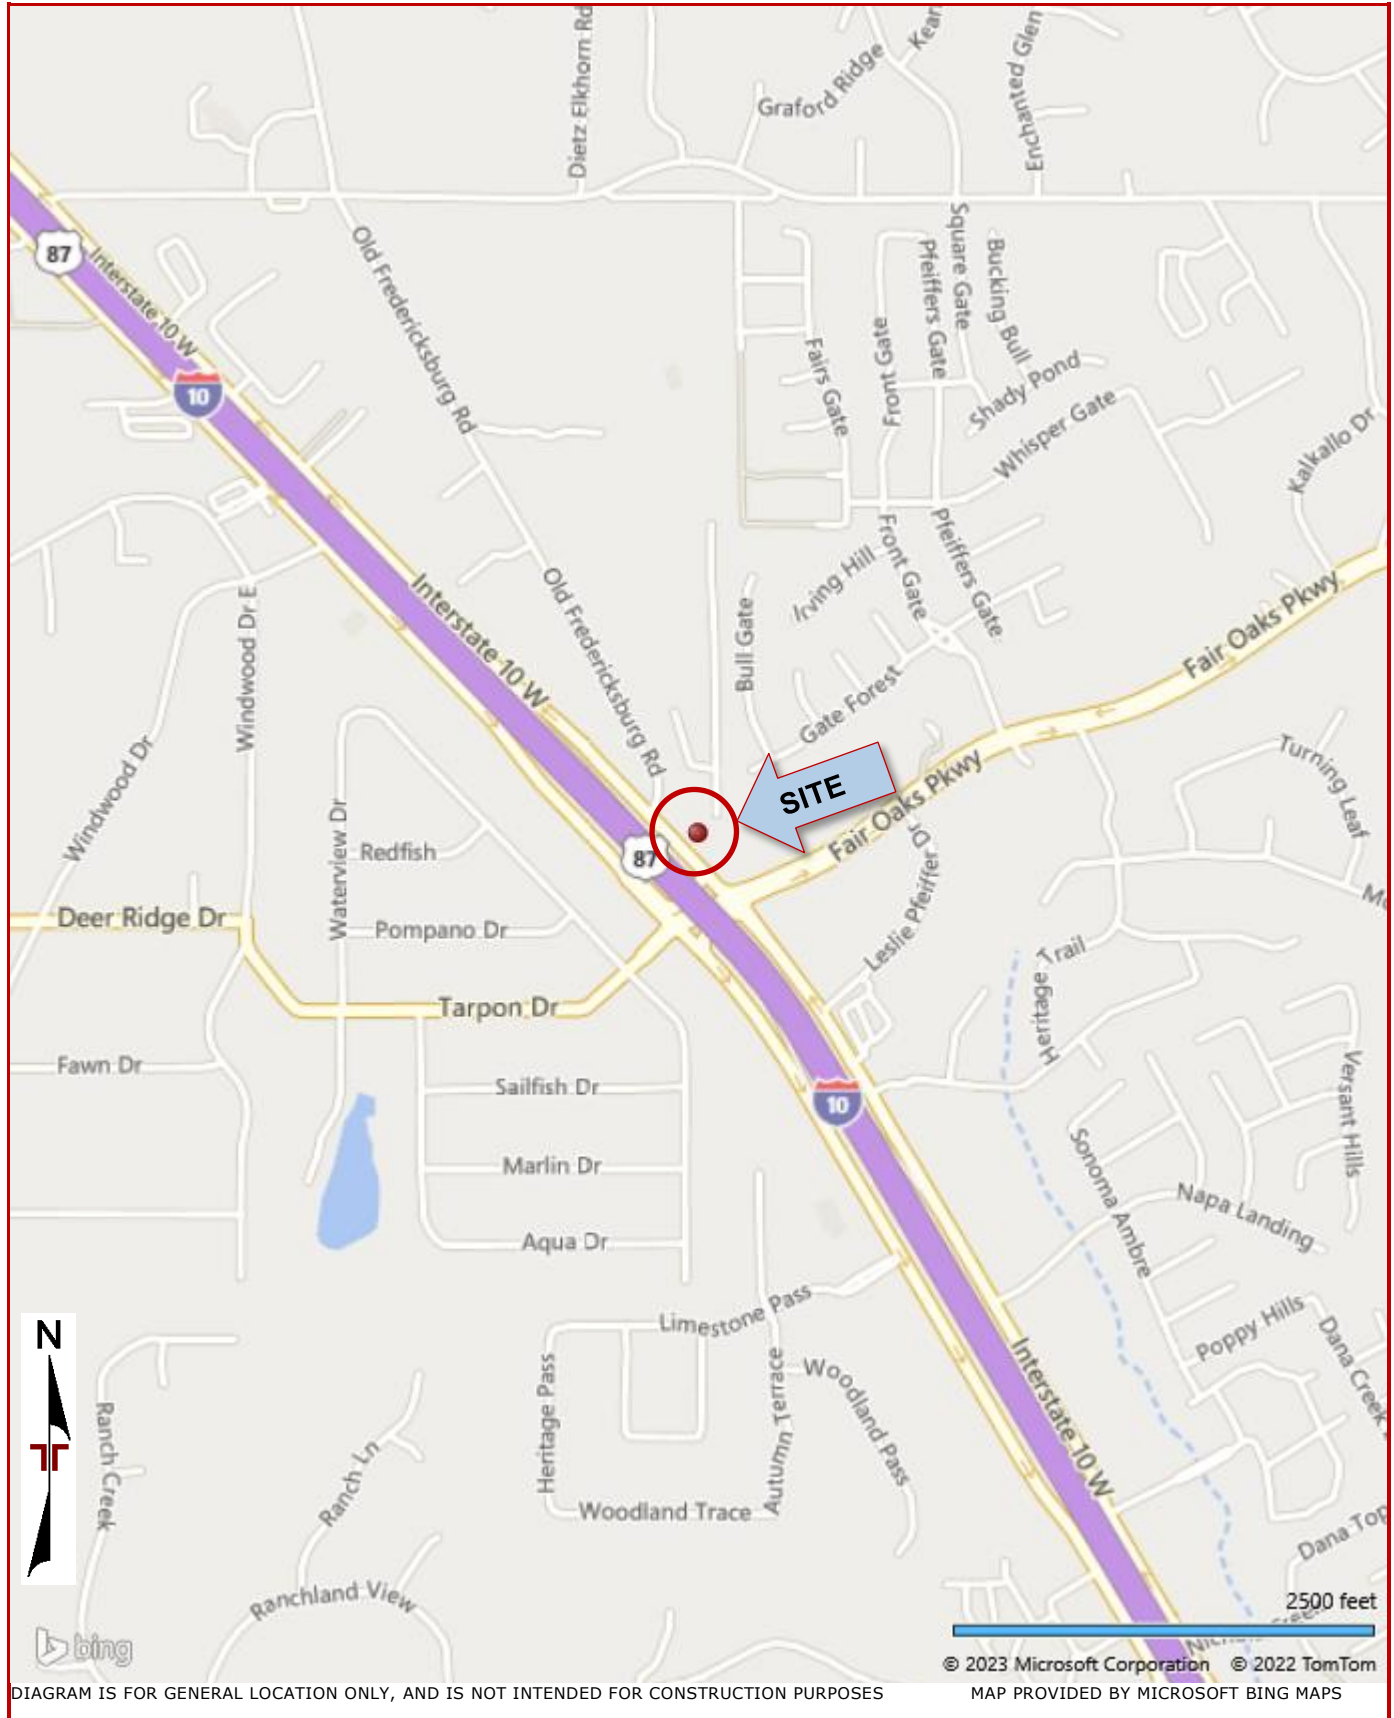 Dietz Elkhorn Rd
Graford Ridge
Kear
Enchanted Glen
87
Interstate 10 W
10
Old Fredericksburg Rd
Square Gate
Pfeiffers Gate
Bucking Bull
Front Gate
Fairs Gate
Shady Pond
Whisper Gate
Kalkallo Dr
Interstate 10 W
Old Fredericksburg Rd
Front Gate
Pfeiffers Gate
Irving Hill
Bull Gate
Gate Forest
Fair Oaks Pkwy
Windwood Dr E
Windwood Dr
Waterview Dr
Redfish
87
SITE
Fair Oaks Pkwy
Turning Leaf
Leslie Pfeiffer Dr
Deer Ridge Dr
Pompano Dr
Heritage Trail
Tarpon Dr
Fawn Dr
Sailfish Dr
10
Versant Hills
Marlin Dr
Sonoma Ambre
Napa Landing
Aqua Dr
Limestone Pass
Poppy Hills
Dana Creek
N
Heritage Pass
Autumn Terrace
Woodland Pass
Interstate 10 W
Ranch Creek
Ranch Ln
Woodland Trace
Dana Top
Ranchland View
2500 feet
bing
© 2023 Microsoft Corporation © 2022 TomTom
DIAGRAM IS FOR GENERAL LOCATION ONLY, AND IS NOT INTENDED FOR CONSTRUCTION PURPOSES MAP PROVIDED BY MICROSOFT BING MAPS